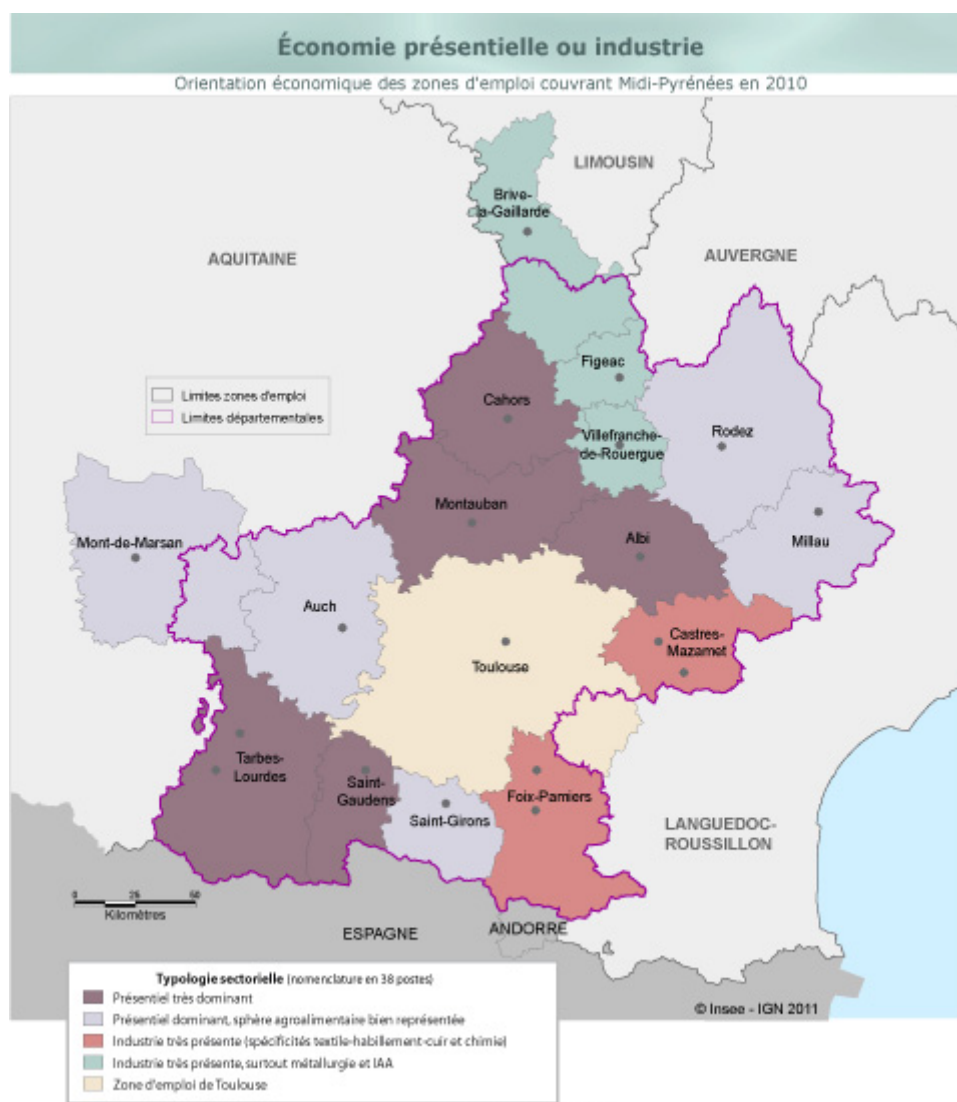 Économie présentielle ou industrie
Orientation économique des zones d'emploi couvrant Midi-Pyrénées en 2010
LIMOUSIN
Brive-
la-Gaillarde
AQUITAINE
AUVERGNE
Figeac
Limites zones d'emploi
Limites départementales
Cahors
Villefranche-
de-Rouergue
Rodez
Montauban
Mont-de-Marsan
Albi
Millau
Auch
Castres-
Mazamet
Toulouse
Tarbes-
Lourdes
Saint-
Gaudens
Foix-Pamiers
Saint-Girons
LANGUEDOC-
ROUSSILLON
0 25 50
Kilomètres
ESPAGNE
ANDORRE
Typologie sectorielle (nomenclature en 38 postes)
Présentiel très dominant
Présentiel dominant, sphère agroalimentaire bien représentée
Industrie très présente (spécificités textile-habillement-cuir et chimie)
Industrie très présente, surtout métallurgie et IAA
Zone d'emploi de Toulouse
© Insee - IGN 2011